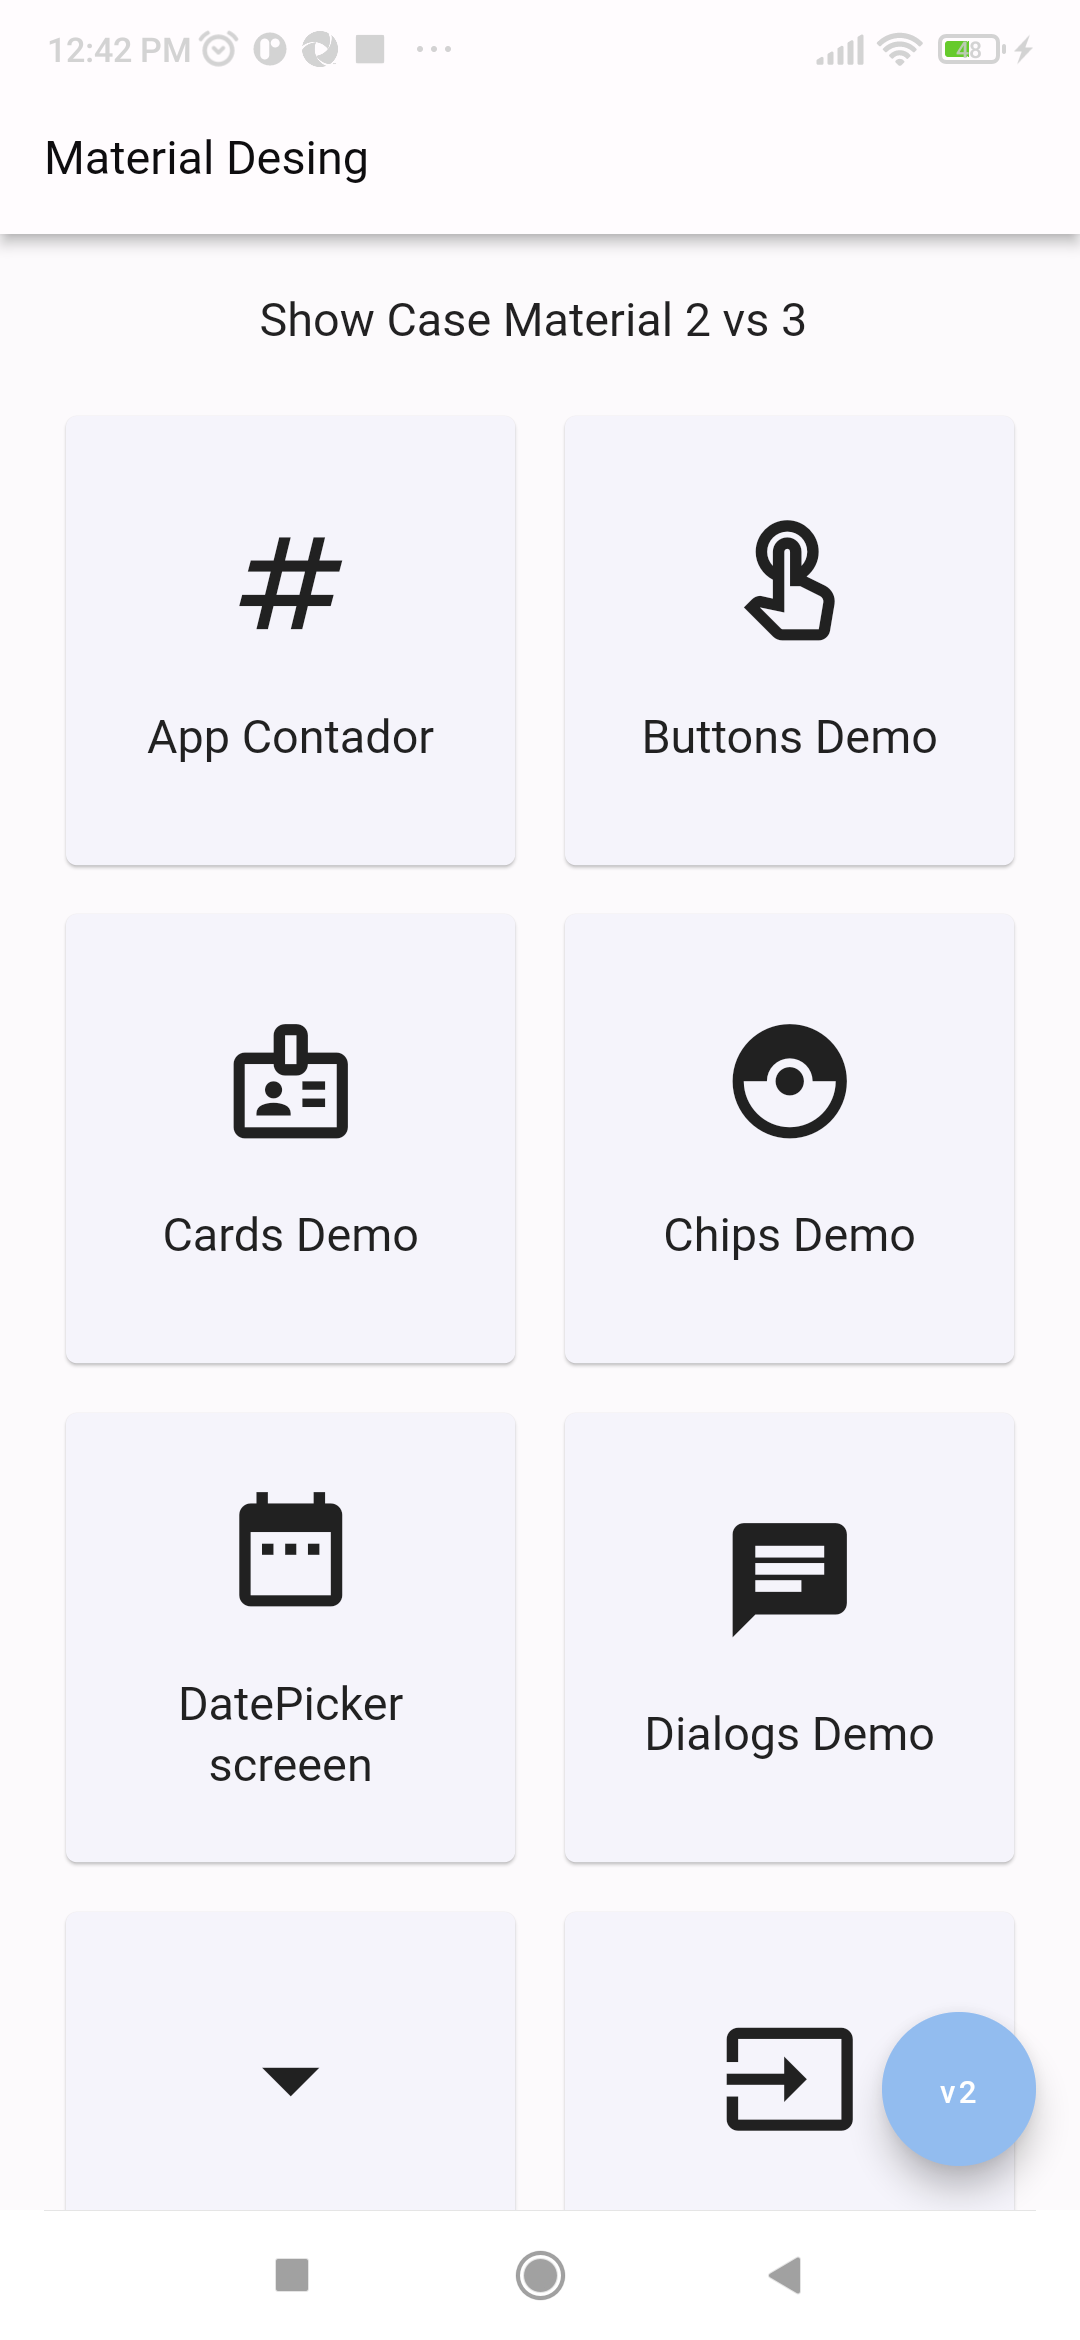 12:42 PM
48
Material Desing
Show Case Material 2 vs 3
App Contador
Buttons Demo
Cards Demo
Chips Demo
DatePicker
screeen
Dialogs Demo
v2